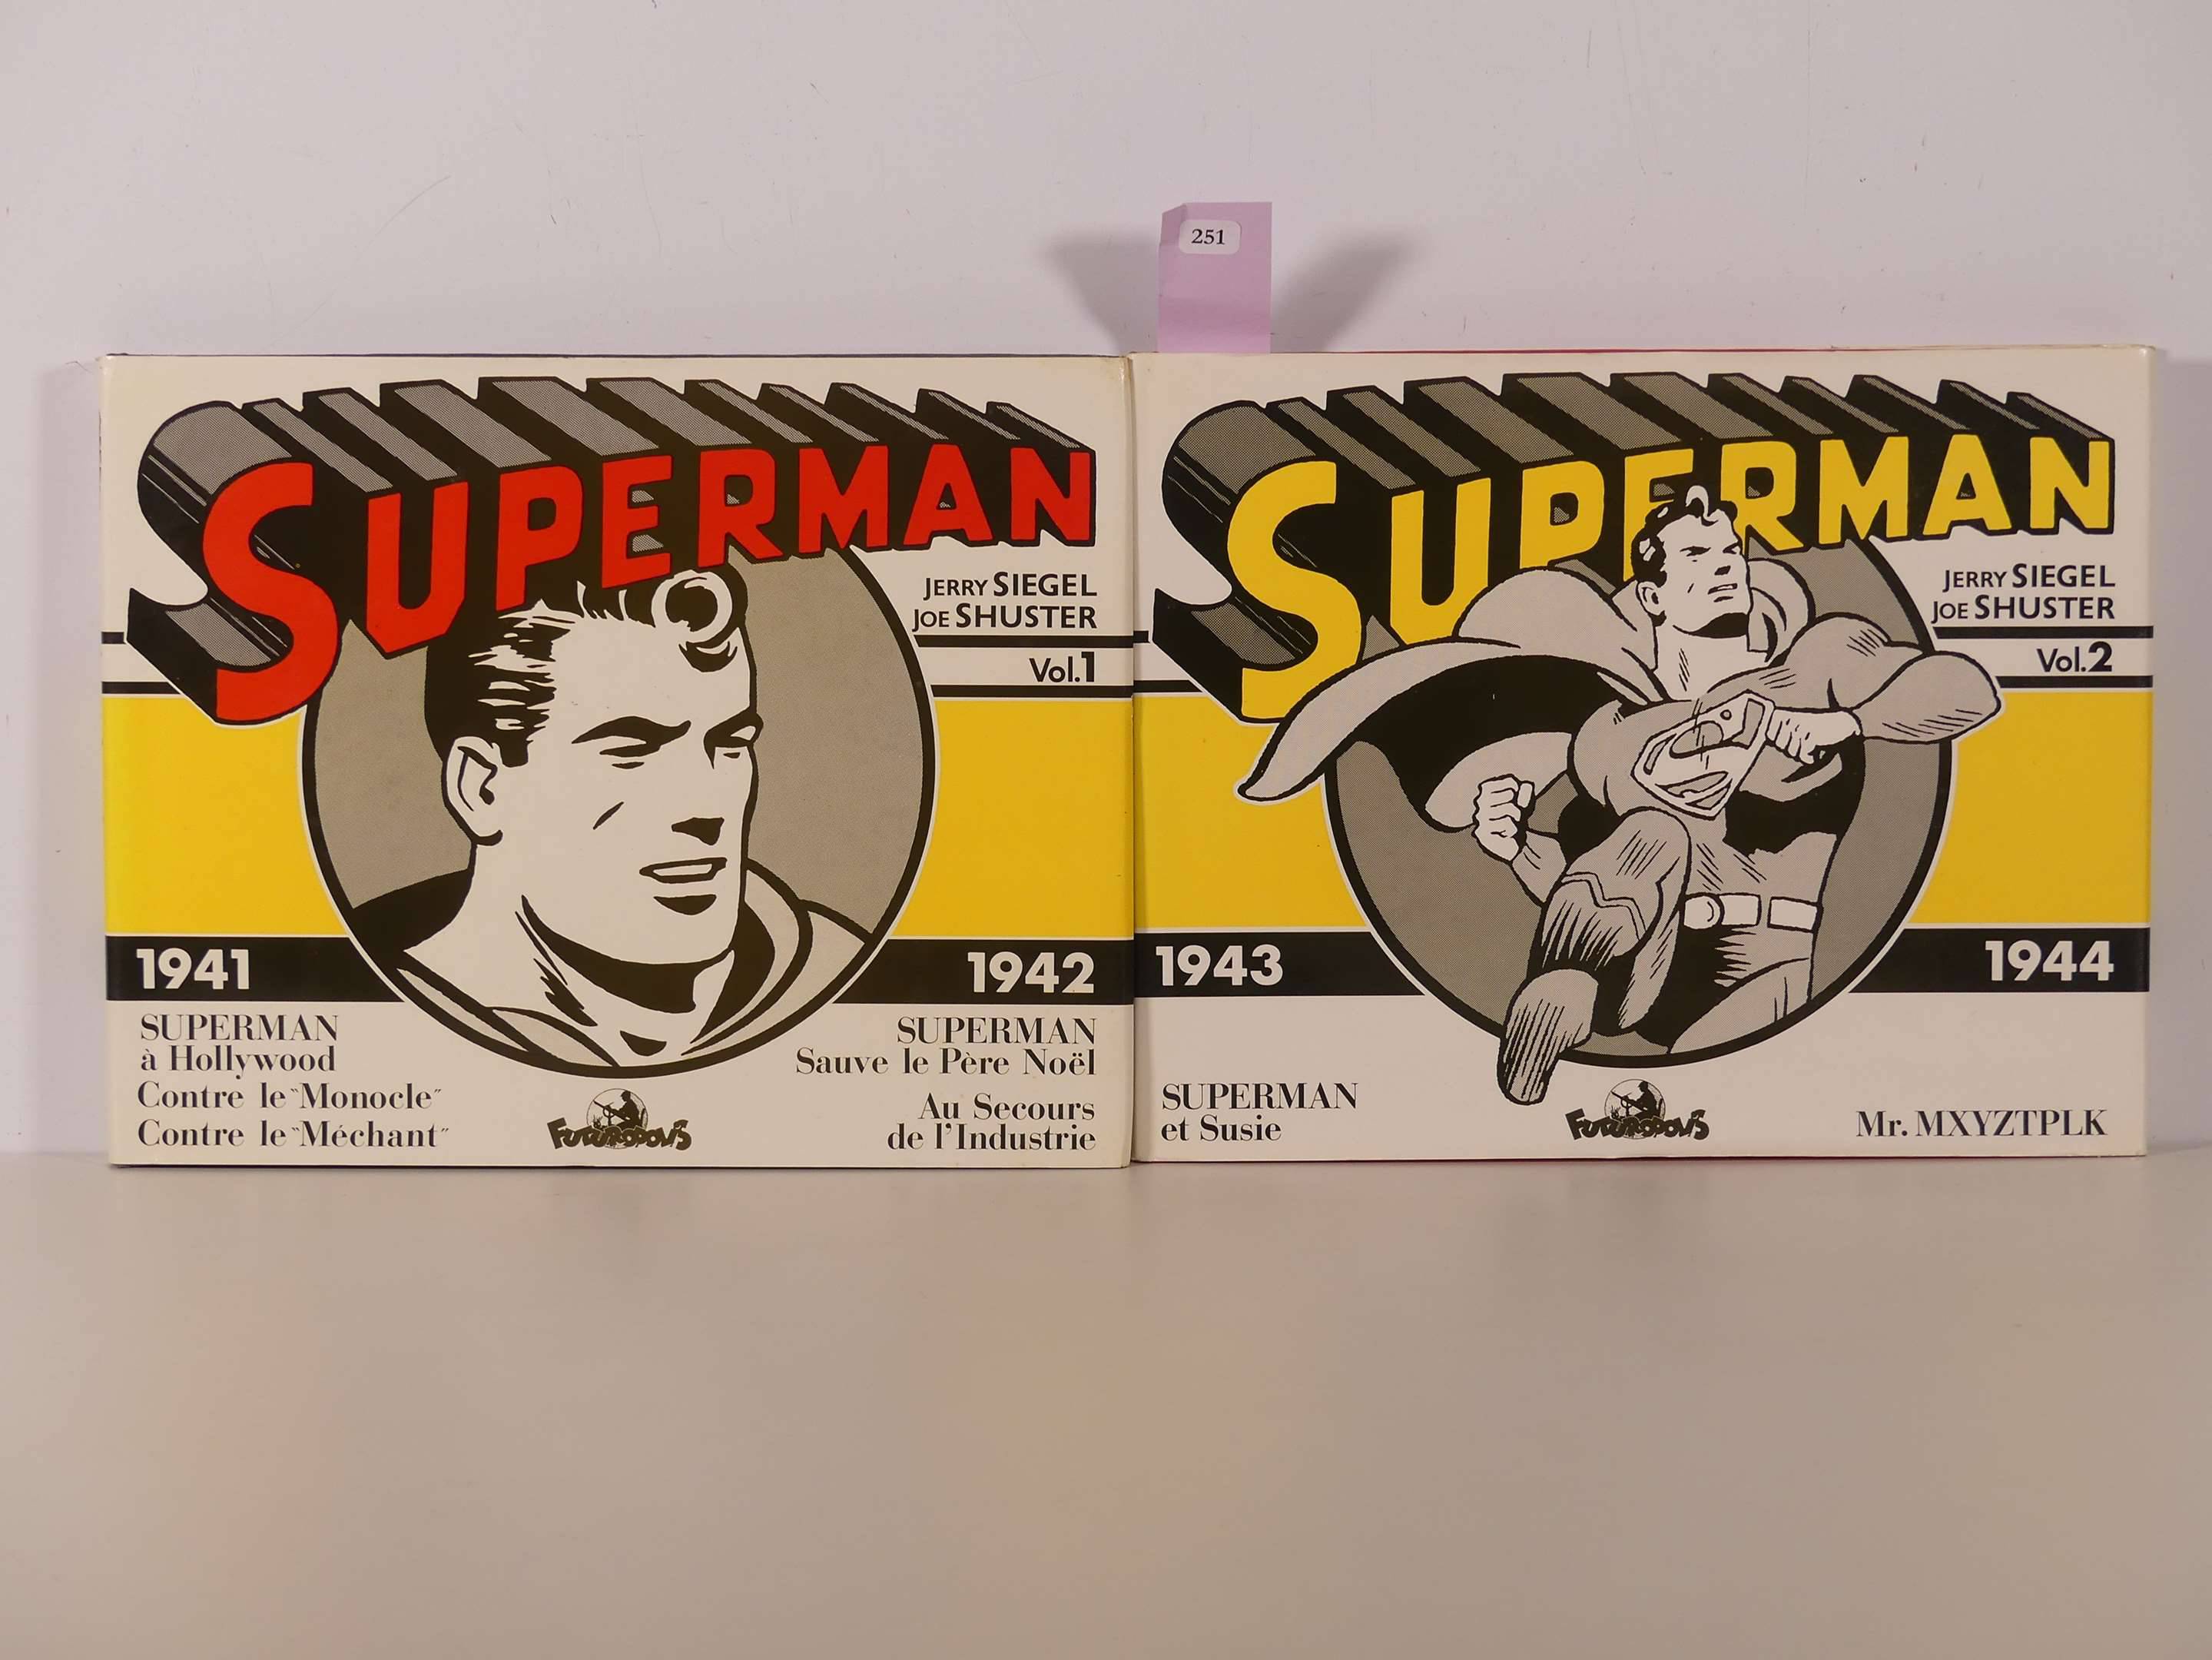 251
SUPERMAN
JERRY SIEGEL
JOE SHUSTER
Vol.1
1941
1942
SUPERMAN
à Hollywood
Contre le "Monocle"
Contre le "Méchant"
SUPERMAN
Sauve le Père Noël
Au Secours
de l'Industrie
FUTUROPOLIS
SUPERMAN
JERRY SIEGEL
JOE SHUSTER
Vol.2
1943
1944
SUPERMAN
et Susie
FUTUROPOLIS
Mr. MXYZTPLK